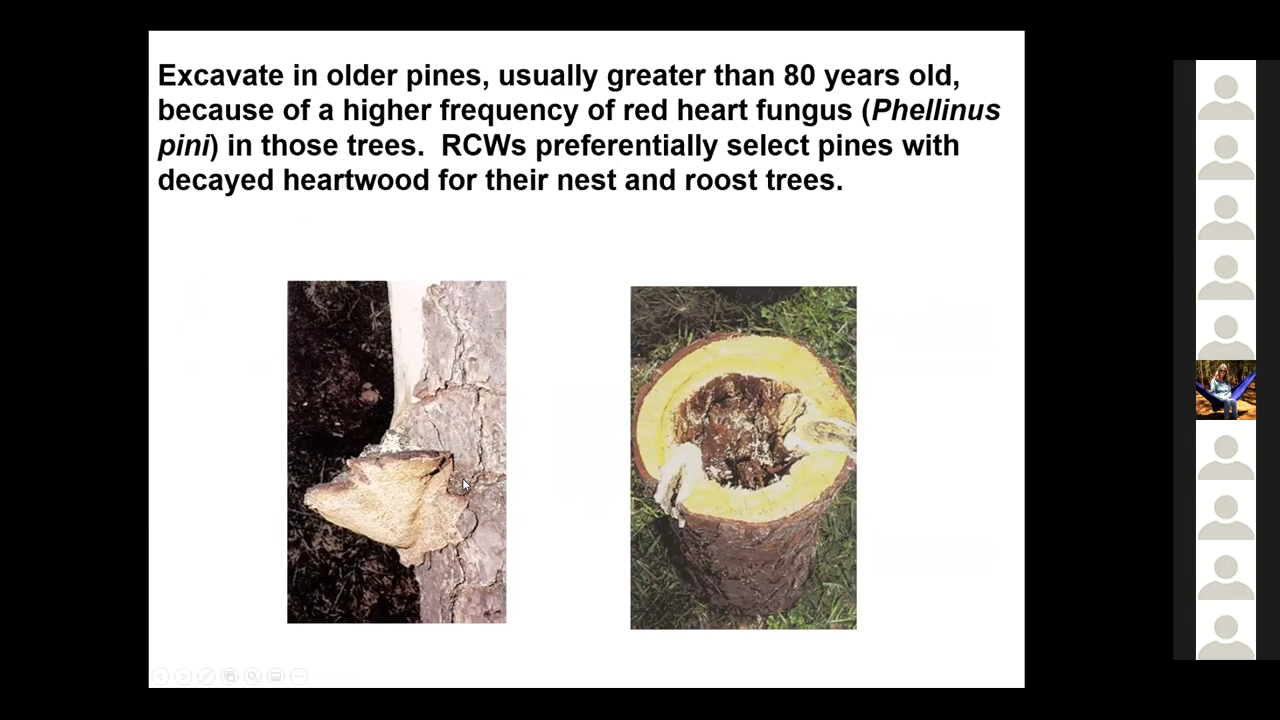 Excavate in older pines, usually greater than 80 years old,
because of a higher frequency of red heart fungus (Phellinus
pini) in those trees.  RCWs preferentially select pines with
decayed heartwood for their nest and roost trees.